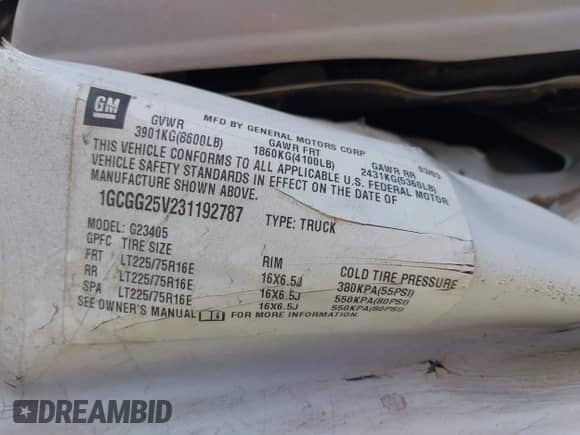 GM
MFD BY GENERAL MOTORS CORP
03/03
GVWR GAWR FRT GAWR RR
3901KG(8600LB) 1860KG(4100LB) 2431KG(5360LB)
THIS VEHICLE CONFORMS TO ALL APPLICABLE U.S. FEDERAL MOTOR
VEHICLE SAFETY STANDARDS IN EFFECT ON THE DATE OF
MANUFACTURE SHOWN ABOVE.
1GCGG25V231192787 TYPE: TRUCK
MODEL: G23405
GPFC TIRE SIZE RIM COLD TIRE PRESSURE
FRT LT225/75R16E 16X6.5J 380KPA(55PSI)
RR LT225/75R16E 16X6.5J 550KPA(80PSI)
SPA LT225/75R16E 16X6.5J 550KPA(80PSI)
SEE OWNER'S MANUAL FOR MORE INFORMATION.
DREAMBID